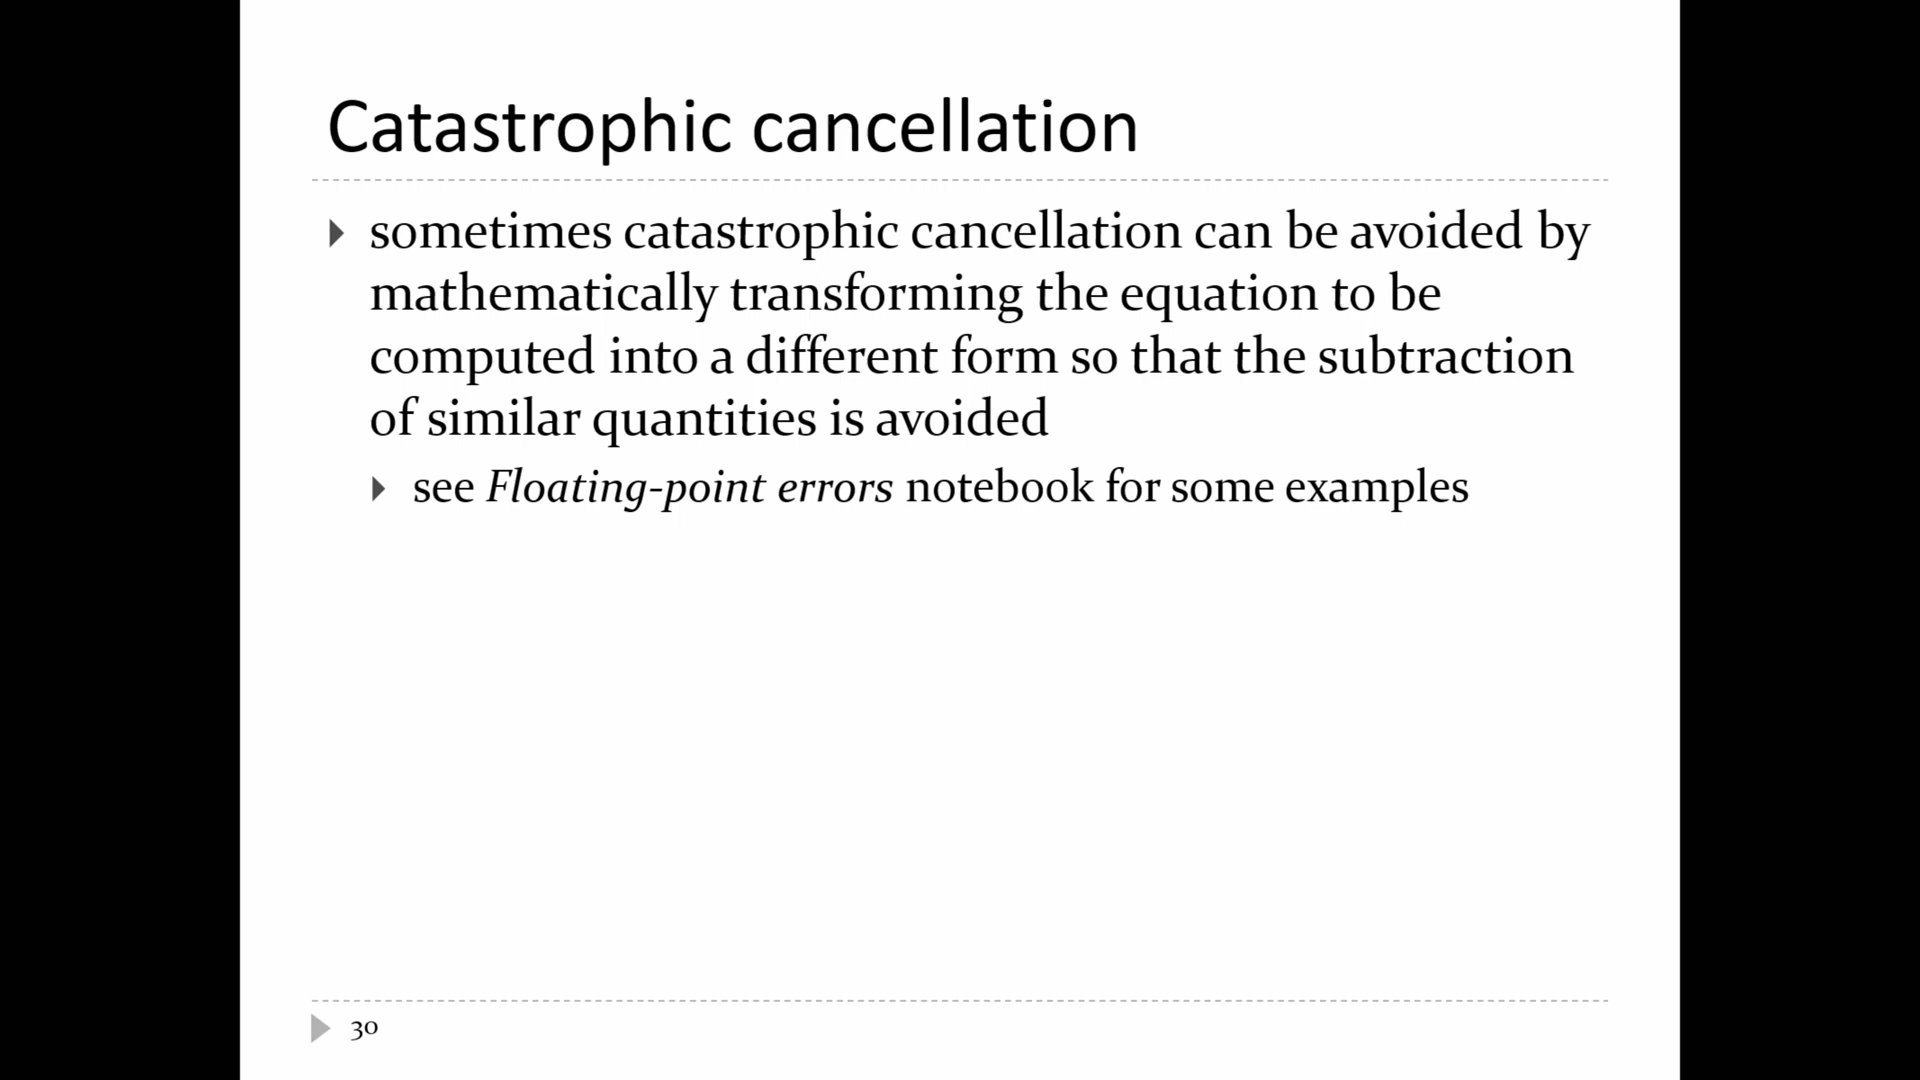 Catastrophic cancellation
sometimes catastrophic cancellation can be avoided by
mathematically transforming the equation to be
computed into a different form so that the subtraction
of similar quantities is avoided
see Floating-point errors notebook for some examples
30